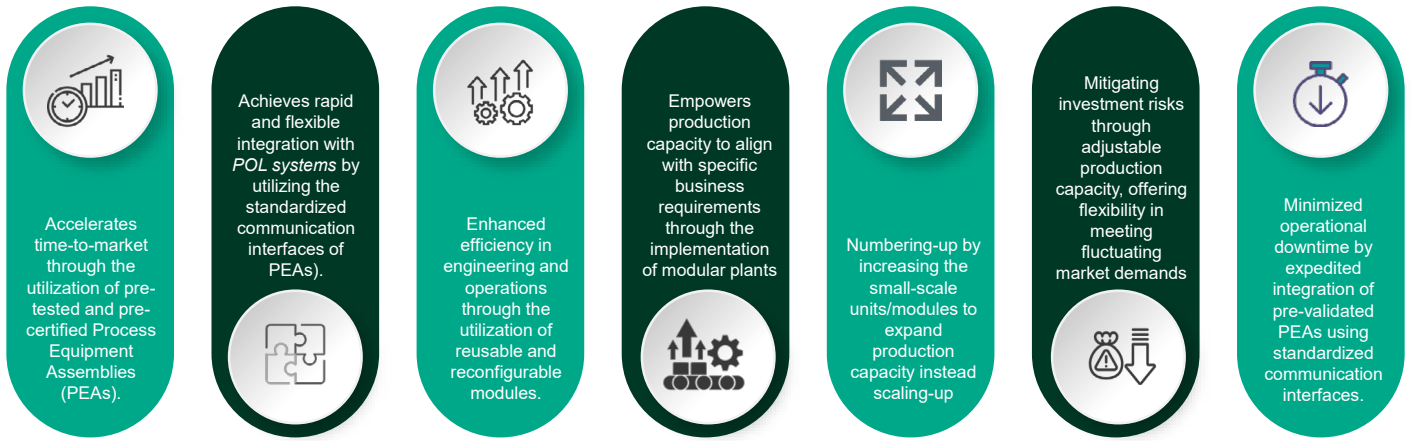 Accelerates
time-to-market
through the
utilization of pre-
tested and pre-
certified Process
Equipment
Assemblies
(PEAs).
Achieves rapid
and flexible
integration with
POL systems by
utilizing the
standardized
communication
interfaces of
PEAs).
Enhanced
efficiency in
engineering and
operations
through the
utilization of
reusable and
reconfigurable
modules.
Empowers
production
capacity to align
with specific
business
requirements
through the
implementation
of modular plants
Numbering-up by
increasing the
small-scale
units/modules to
expand
production
capacity instead
scaling-up
Mitigating
investment risks
through
adjustable
production
capacity, offering
flexibility in
meeting
fluctuating
market demands
Minimized
operational
downtime by
expedited
integration of
pre-validated
PEAs using
standardized
communication
interfaces.